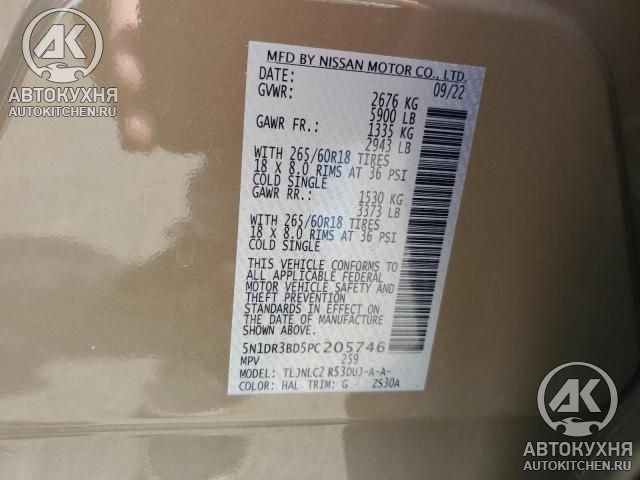 АК
АВТОКУХНЯ
AUTOKITCHEN.RU
MFD BY NISSAN MOTOR CO., LTD.
DATE: 09/22
GVWR: 2676 KG
5900 LB
GAWR FR.: 1335 KG
2943 LB
WITH 265/60R18 TIRES
18 X 8.0 RIMS AT 36 PSI
COLD SINGLE
GAWR RR.: 1530 KG
3373 LB
WITH 265/60R18 TIRES
18 X 8.0 RIMS AT 36 PSI
COLD SINGLE
THIS VEHICLE CONFORMS TO
ALL APPLICABLE FEDERAL
MOTOR VEHICLE SAFETY AND
THEFT PREVENTION
STANDARDS IN EFFECT ON
THE DATE OF MANUFACTURE
SHOWN ABOVE.
5N1DR3BD5PC205746
MPV 259
MODEL: TLJNLC2 R53DUJ-A-A-
COLOR: HAL TRIM: G ZS30A
АК
АВТОКУХНЯ
AUTOKITCHEN.RU